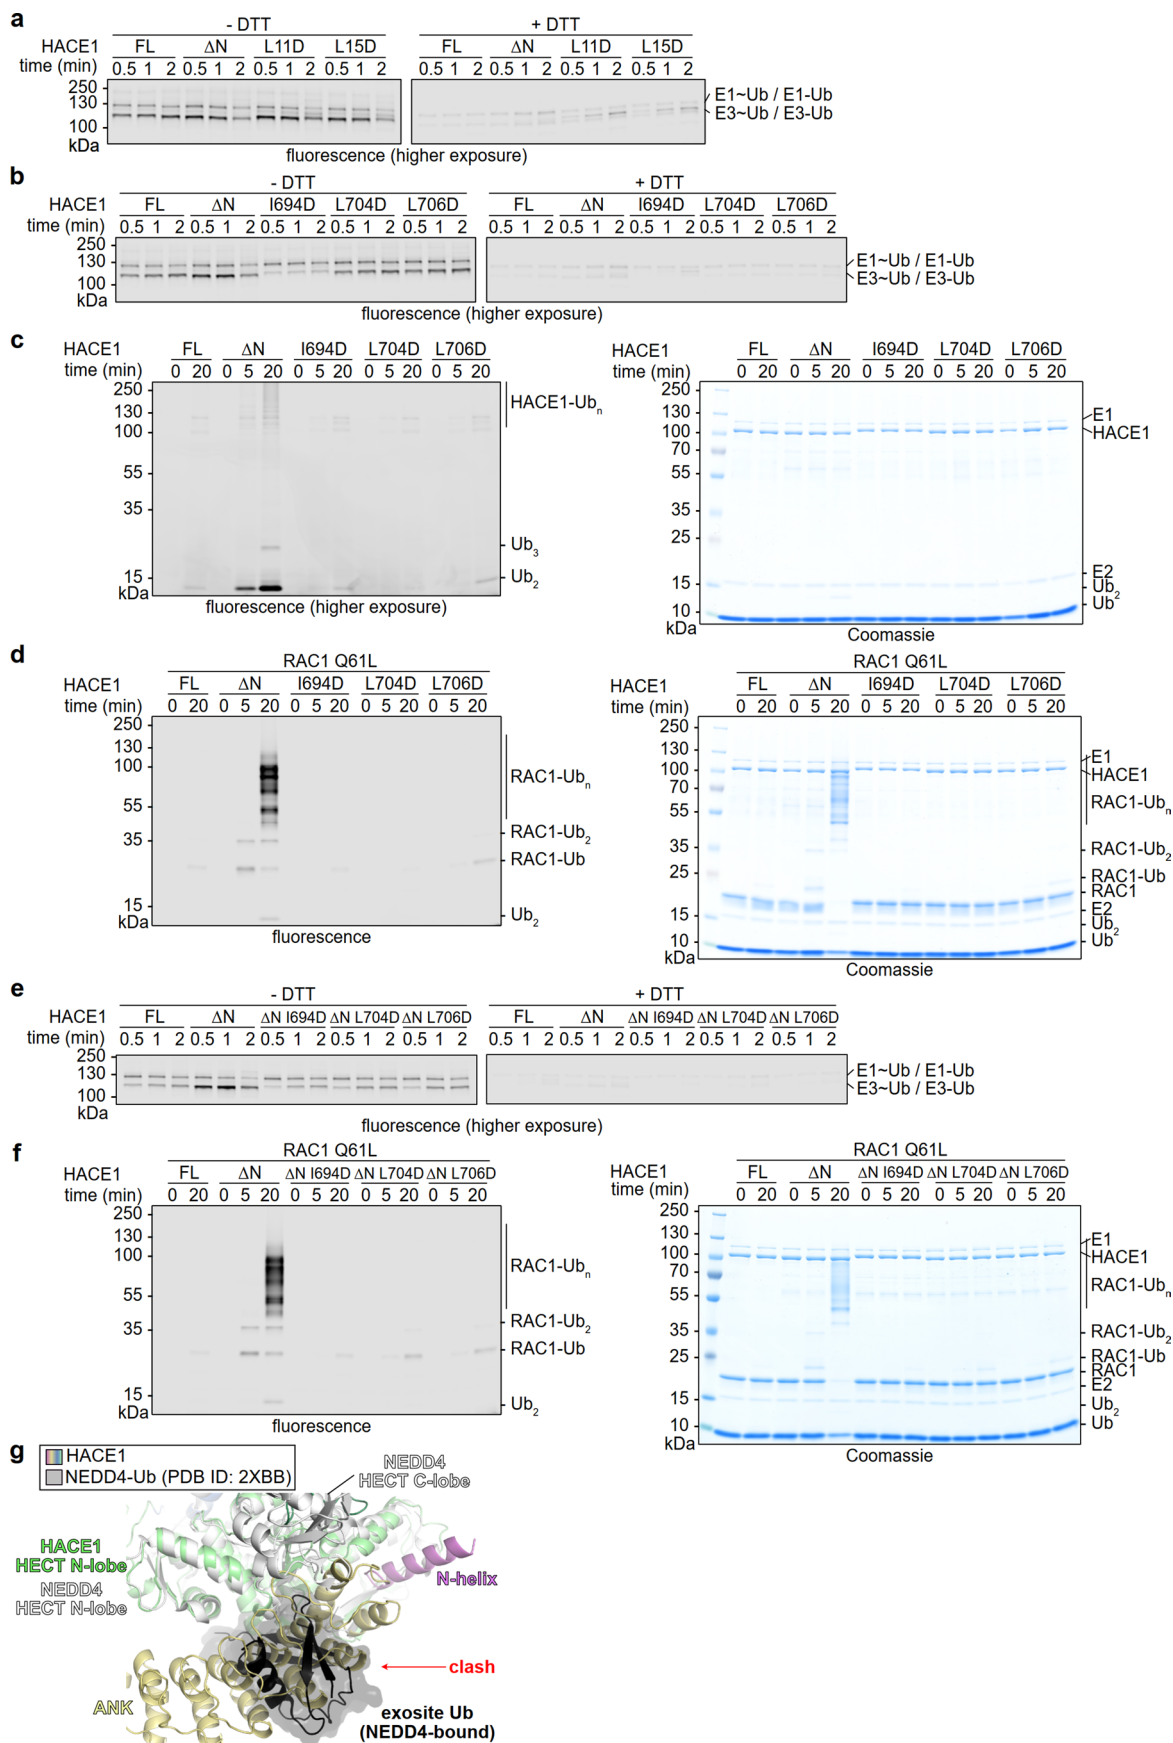 a
- DTT
+ DTT
HACE1 FL ΔN L11D L15D FL ΔN L11D L15D
time (min) 0.5 1 2 0.5 1 2 0.5 1 2 0.5 1 2 0.5 1 2 0.5 1 2 0.5 1 2 0.5 1 2
250
130
100
kDa
E1~Ub / E1-Ub
E3~Ub / E3-Ub
fluorescence (higher exposure)
b
- DTT
+ DTT
HACE1 FL ΔN I694D L704D L706D FL ΔN I694D L704D L706D
time (min) 0.5 1 2 0.5 1 2 0.5 1 2 0.5 1 2 0.5 1 2 0.5 1 2 0.5 1 2 0.5 1 2 0.5 1 2 0.5 1 2
250
130
100
kDa
E1~Ub / E1-Ub
E3~Ub / E3-Ub
fluorescence (higher exposure)
c
HACE1 FL ΔN I694D L704D L706D
time (min) 0 20 0 5 20 0 5 20 0 5 20 0 5 20
250
130
100
55
35
15
kDa
HACE1-Ubn
Ub3
Ub2
fluorescence (higher exposure)
HACE1 FL ΔN I694D L704D L706D
time (min) 0 20 0 5 20 0 5 20 0 5 20 0 5 20
250
130
100
70
55
35
25
15
10
kDa
E1
HACE1
E2
Ub2
Ub
Coomassie
d
RAC1 Q61L
HACE1 FL ΔN I694D L704D L706D
time (min) 0 20 0 5 20 0 5 20 0 5 20 0 5 20
250
130
100
55
35
15
kDa
RAC1-Ubn
RAC1-Ub2
RAC1-Ub
Ub2
fluorescence
RAC1 Q61L
HACE1 FL ΔN I694D L704D L706D
time (min) 0 20 0 5 20 0 5 20 0 5 20 0 5 20
250
130
100
70
55
35
25
15
10
kDa
E1
HACE1
RAC1-Ubn
RAC1-Ub2
RAC1-Ub
RAC1
E2
Ub2
Ub
Coomassie
e
- DTT
+ DTT
HACE1 FL ΔN ΔN I694D ΔN L704D ΔN L706D FL ΔN ΔN I694D ΔN L704D ΔN L706D
time (min) 0.5 1 2 0.5 1 2 0.5 1 2 0.5 1 2 0.5 1 2 0.5 1 2 0.5 1 2 0.5 1 2 0.5 1 2 0.5 1 2
250
130
100
kDa
E1~Ub / E1-Ub
E3~Ub / E3-Ub
fluorescence (higher exposure)
f
RAC1 Q61L
HACE1 FL ΔN ΔN I694D ΔN L704D ΔN L706D
time (min) 0 20 0 5 20 0 5 20 0 5 20 0 5 20
250
130
100
55
35
15
kDa
RAC1-Ubn
RAC1-Ub2
RAC1-Ub
Ub2
fluorescence
RAC1 Q61L
HACE1 FL ΔN ΔN I694D ΔN L704D ΔN L706D
time (min) 0 20 0 5 20 0 5 20 0 5 20 0 5 20
250
130
100
70
55
35
25
15
10
kDa
E1
HACE1
RAC1-Ubn
RAC1-Ub2
RAC1-Ub
RAC1
E2
Ub2
Ub
Coomassie
g
HACE1
NEDD4-Ub (PDB ID: 2XBB)
NEDD4
HECT C-lobe
HACE1
HECT N-lobe
NEDD4
HECT N-lobe
N-helix
clash
ANK
exosite Ub
(NEDD4-bound)